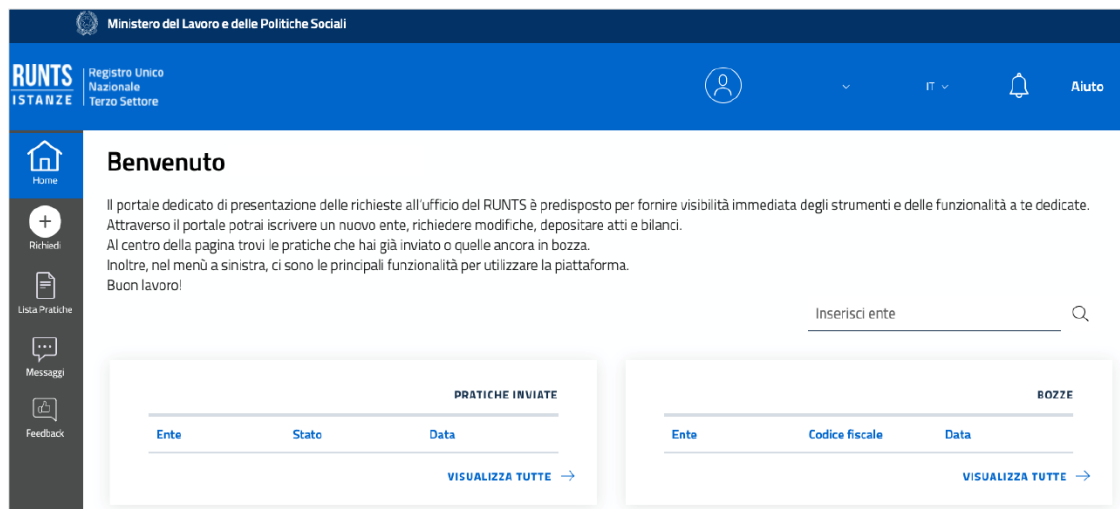 Ministero del Lavoro e delle Politiche Sociali
RUNTS
ISTANZE
Registro Unico
Nazionale
Terzo Settore
IT
Aiuto
Home
Richiedi
Lista Pratiche
Messaggi
Feedback
Benvenuto
Il portale dedicato di presentazione delle richieste all'ufficio del RUNTS è predisposto per fornire visibilità immediata degli strumenti e delle funzionalità a te dedicate.
Attraverso il portale potrai iscrivere un nuovo ente, richiedere modifiche, depositare atti e bilanci.
Al centro della pagina trovi le pratiche che hai già inviato o quelle ancora in bozza.
Inoltre, nel menù a sinistra, ci sono le principali funzionalità per utilizzare la piattaforma.
Buon lavoro!
Inserisci ente
PRATICHE INVIATE
Ente Stato Data
VISUALIZZA TUTTE
BOZZE
Ente Codice fiscale Data
VISUALIZZA TUTTE